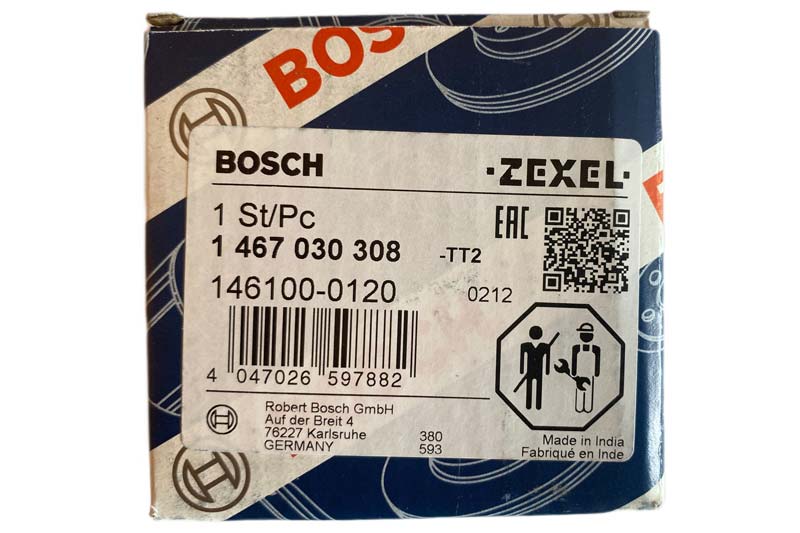 BOSCH
BOSCH
·ZEXEL·
1 St/Pc
EAC
1 467 030 308
-TT2
146100-0120
0212
4 047026 597882
Robert Bosch GmbH
Auf der Breit 4
76227 Karlsruhe
380
GERMANY
593
Made in India
Fabriqué en Inde